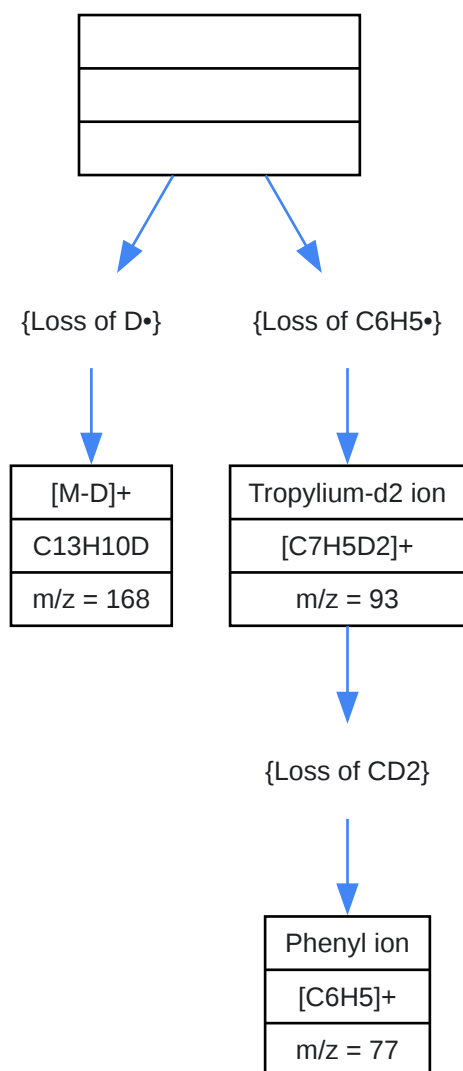 {Loss of D•}
{Loss of C6H5•}
[M-D]+
C13H10D
m/z = 168
Tropylium-d2 ion
[C7H5D2]+
m/z = 93
{Loss of CD2}
Phenyl ion
[C6H5]+
m/z = 77